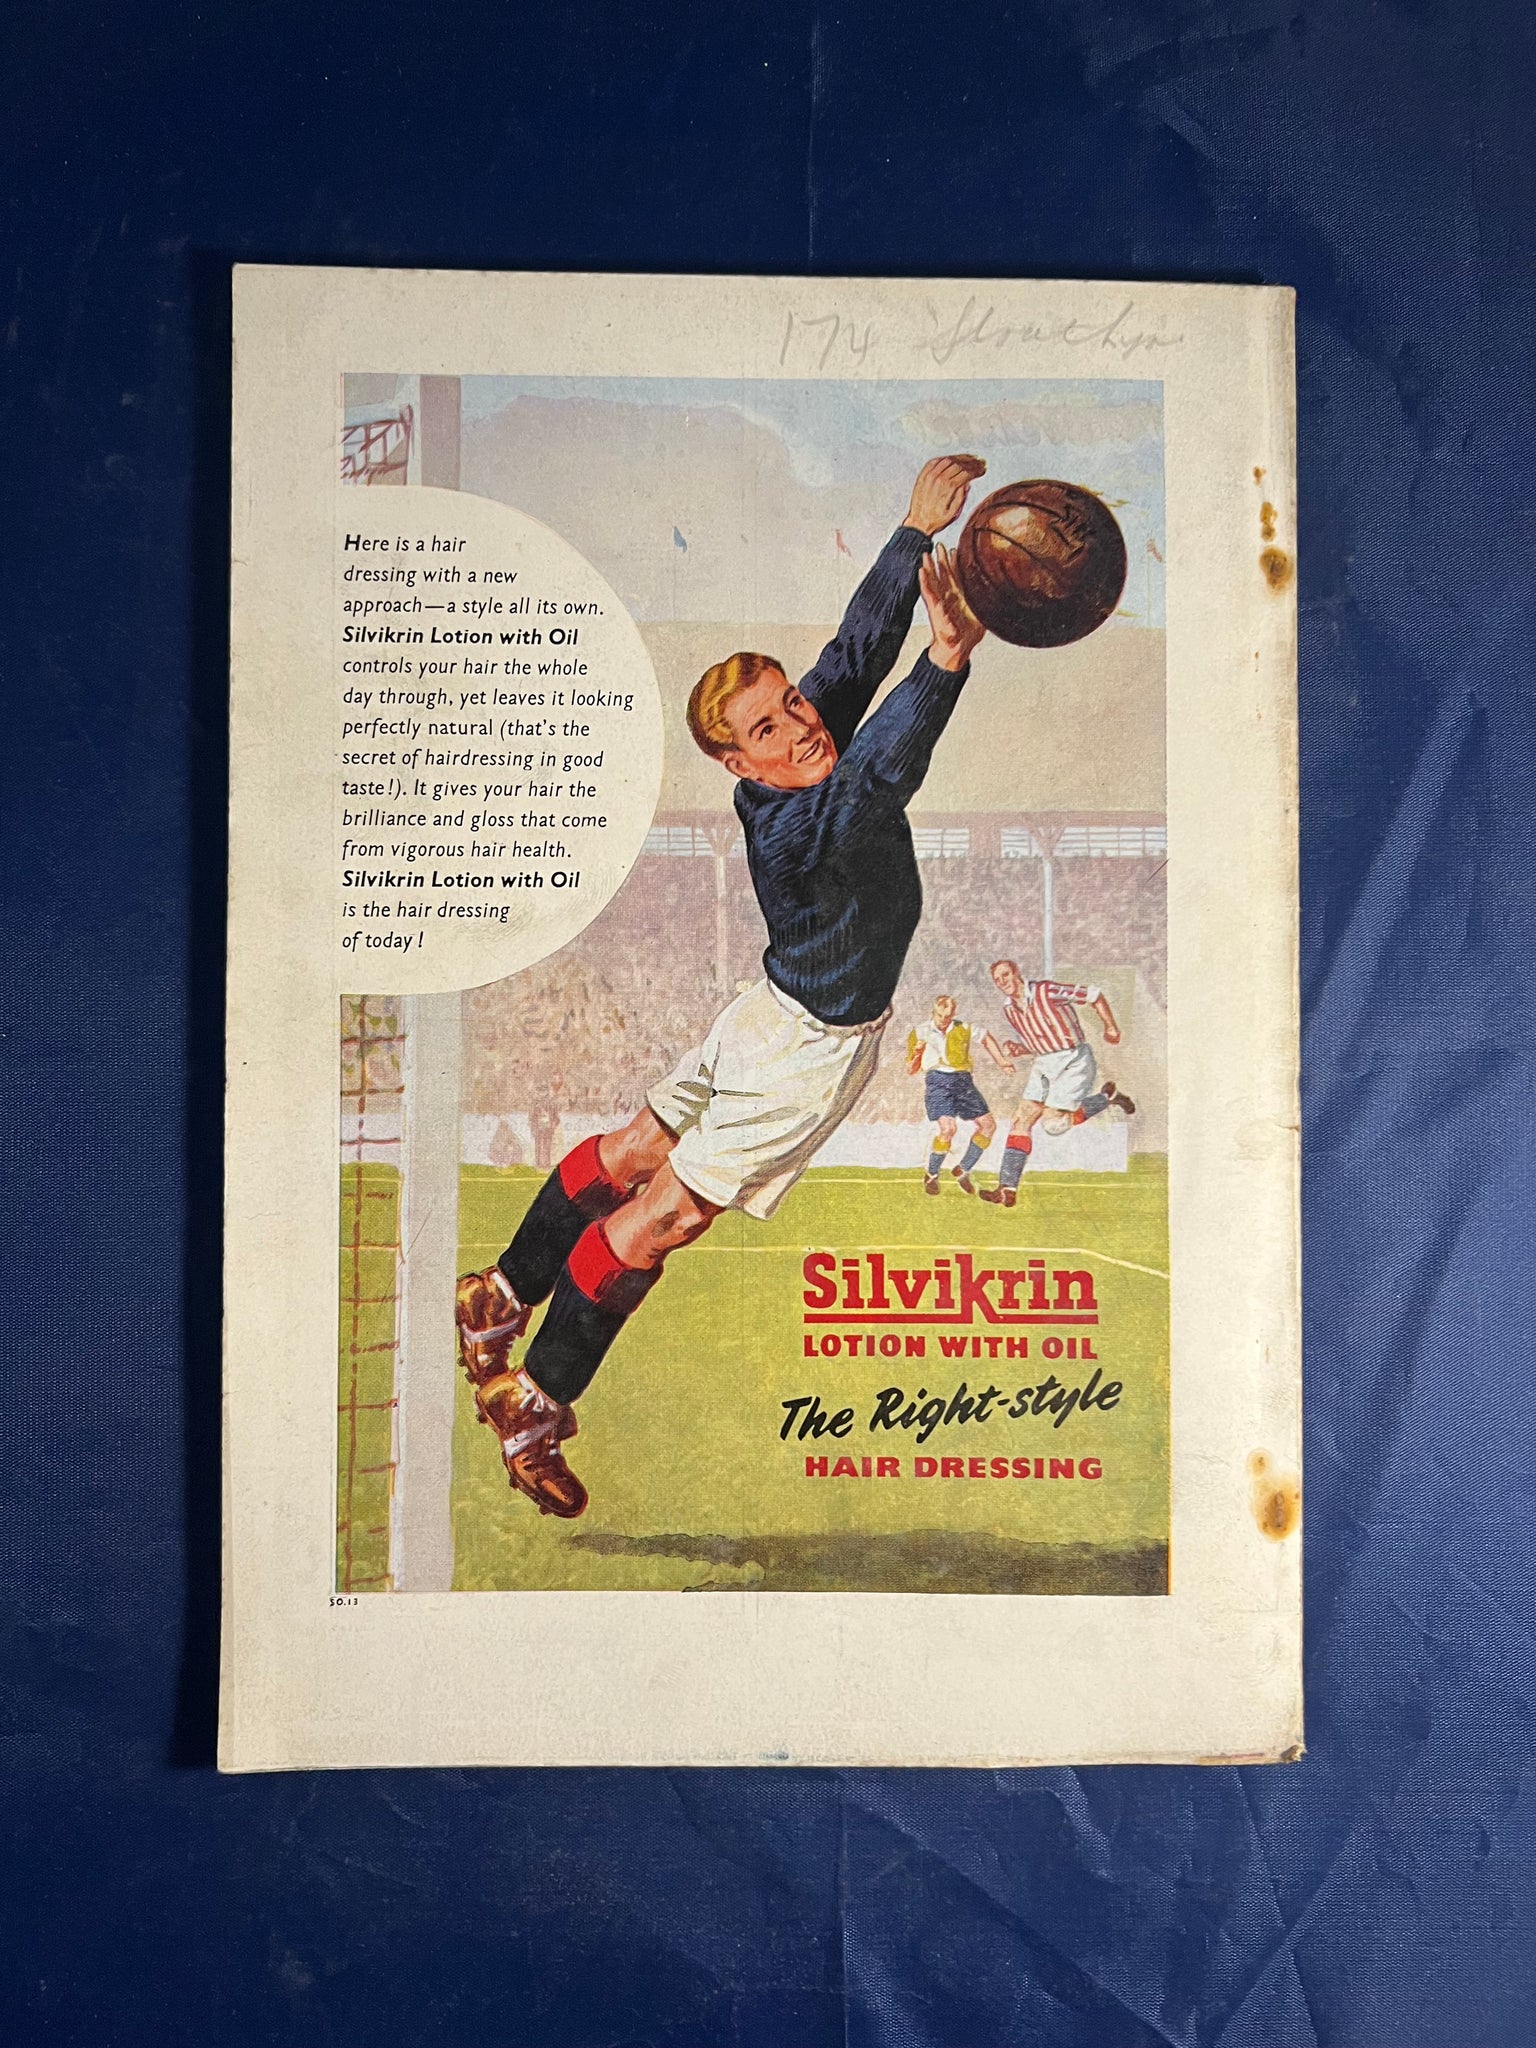 174
Here is a hair
dressing with a new
approach—a style all its own.
Silvikrin Lotion with Oil
controls your hair the whole
day through, yet leaves it looking
perfectly natural (that's the
secret of hairdressing in good
taste!). It gives your hair the
brilliance and gloss that come
from vigorous hair health.
Silvikrin Lotion with Oil
is the hair dressing
of today!
Silvikrin
LOTION WITH OIL
The Right-style
HAIR DRESSING
SO.13